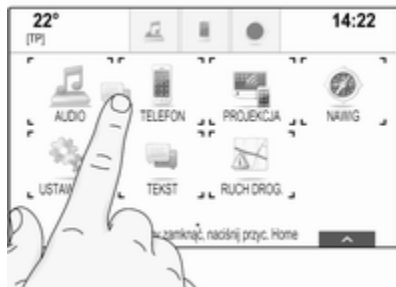 22° 14:22
[TP]
AUDIO TELEFON PROJEKCJA NAWIG
USTAW TEKST RUCH DROG.
zamknąć, naciśnij przyc. Home